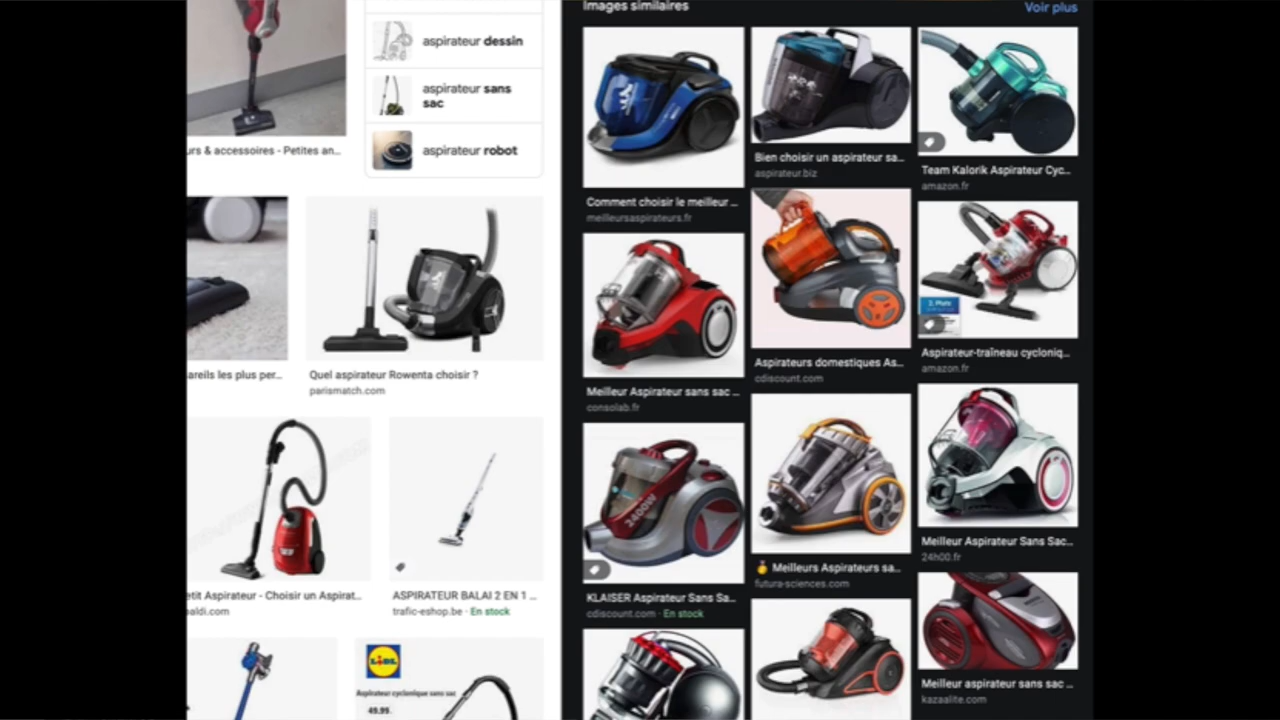 aspirateur dessin
aspirateur sans
sac
aspirateur robot
urs & accessoires - Petites an...
areils les plus per...
Quel aspirateur Rowenta choisir ?
parismatch.com
etit Aspirateur - Choisir un Aspirat...
baldi.com
ASPIRATEUR BALAI 2 EN 1 ...
trafic-eshop.be · En stock
LIDL
Aspirateur cyclonique sans sac
49.99
Images similaires
Voir plus
Comment choisir le meilleur ...
meilleursaspirateurs.fr
Meilleur Aspirateur sans sac ...
consolab.fr
2400W
KLAISER Aspirateur Sans Sa...
cdiscount.com · En stock
Bien choisir un aspirateur sa...
aspirateur.biz
Aspirateurs domestiques As...
cdiscount.com
Meilleurs Aspirateurs sa...
futura-sciences.com
Team Kalorik Aspirateur Cyc...
amazon.fr
2. Platz
Aspirateur-traîneau cycloniq...
amazon.fr
Meilleur Aspirateur Sans Sac...
24h00.fr
Meilleur aspirateur sans sac ...
kazaalite.com